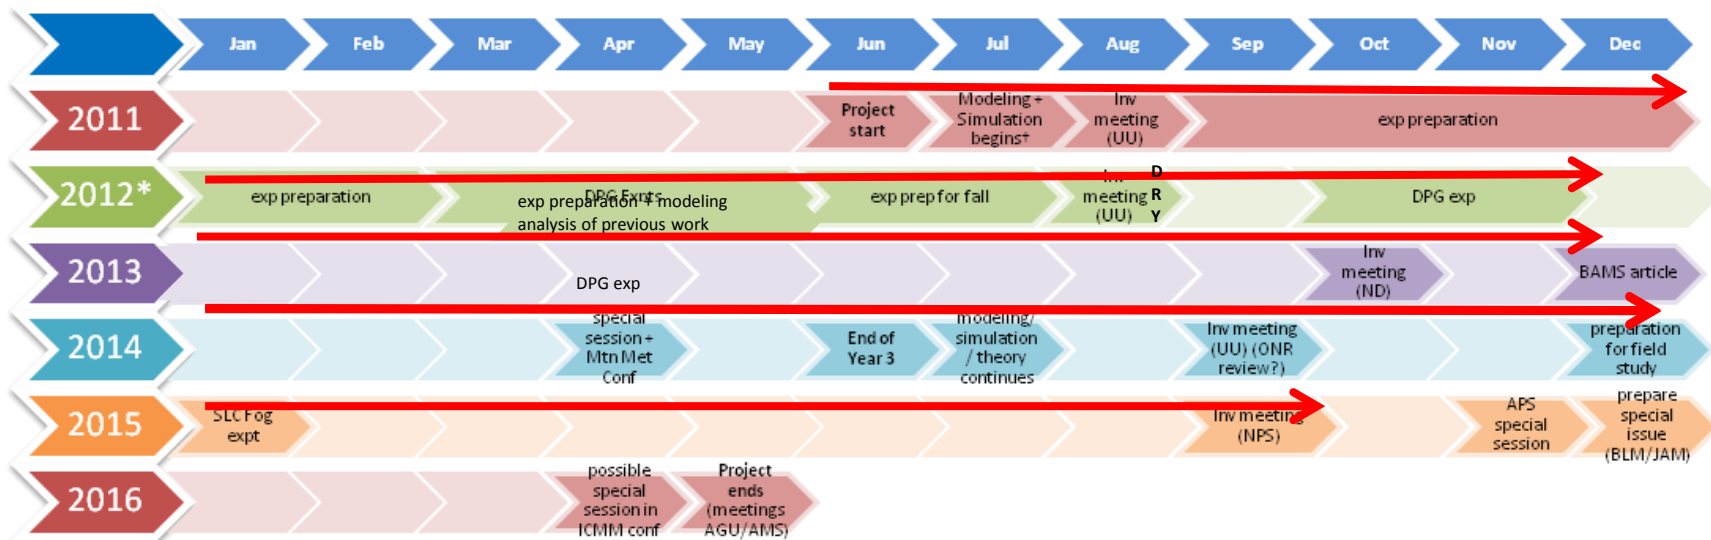 Jan Feb Mar Apr May Jun Jul Aug Sep Oct Nov Dec
2011
Project
start
Modeling +
Simulation
begins†
Inv
meeting
(UU)
exp preparation
2012*
exp preparation
DPG Expts
exp preparation + modeling
analysis of previous work
exp prep for fall
Inv
meeting
(UU)
D
R
Y
DPG exp
2013
DPG exp
Inv
meeting
(ND)
BAMS article
2014
special
session +
Mtn Met
Conf
End of
Year 3
modeling/
simulation
/ theory
continues
Inv meeting
(UU) (ONR
review?)
preparation
for field
study
2015
SLC Fog
expt
Inv meeting
(NPS)
APS
special
session
prepare
special
issue
(BLM/JAM)
2016
possible
special
session in
ICMM conf
Project
ends
(meetings
AGU/AMS)